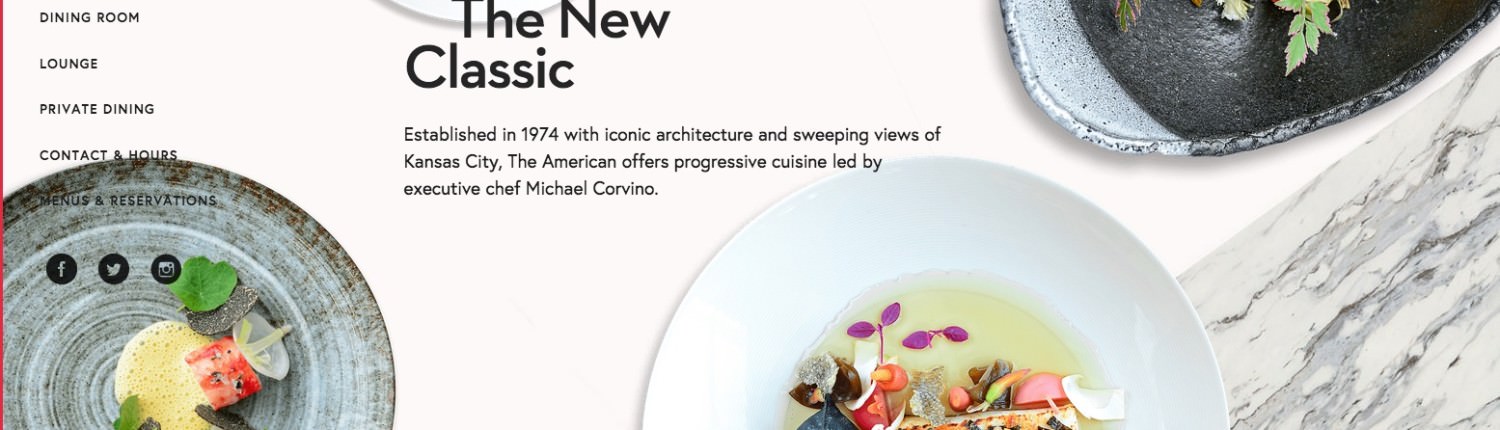 DINING ROOM
LOUNGE
PRIVATE DINING
CONTACT & HOURS
MENUS & RESERVATIONS
The New
Classic
Established in 1974 with iconic architecture and sweeping views of
Kansas City, The American offers progressive cuisine led by
executive chef Michael Corvino.